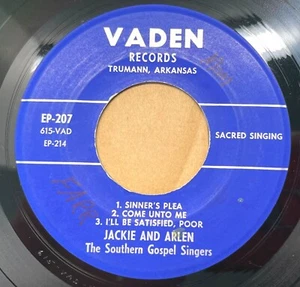 VADEN
RECORDS
TRUMANN, ARKANSAS
EP-207
615-VAD
EP-214
SACRED SINGING
1. SINNER'S PLEA
2. COME UNTO ME
3. I'LL BE SATISFIED, POOR
JACKIE AND ARLEN
The Southern Gospel Singers